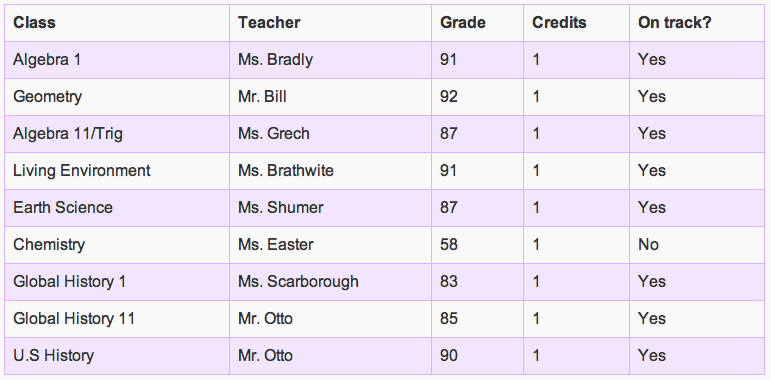 Class Teacher Grade Credits On track?
Algebra 1 Ms. Bradly 91 1 Yes
Geometry Mr. Bill 92 1 Yes
Algebra 11/Trig Ms. Grech 87 1 Yes
Living Environment Ms. Brathwite 91 1 Yes
Earth Science Ms. Shumer 87 1 Yes
Chemistry Ms. Easter 58 1 No
Global History 1 Ms. Scarborough 83 1 Yes
Global History 11 Mr. Otto 85 1 Yes
U.S History Mr. Otto 90 1 Yes